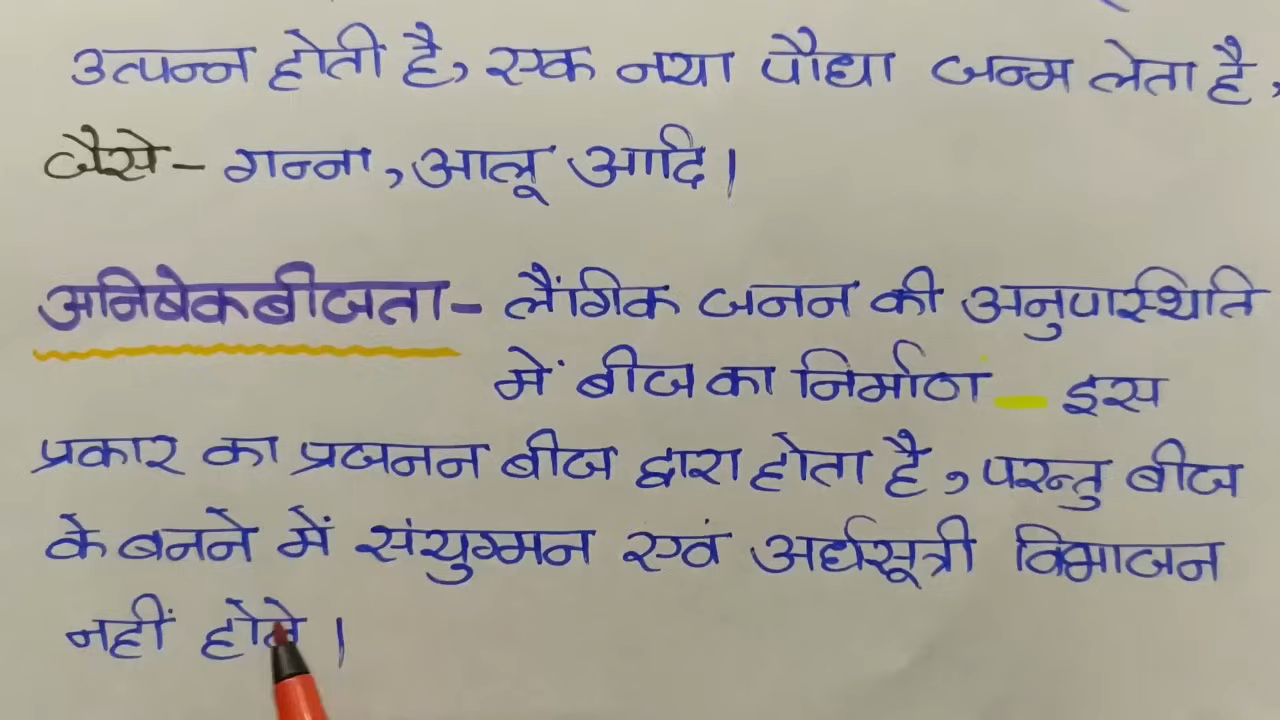 उत्पन्न होती है, एक नया पौधा जन्म लेता है,
जैसे- गन्ना, आलू आदि।
अनिषेकबीजता - लैंगिक जनन की अनुपस्थिति
में बीज का निर्माण - इस
प्रकार का प्रजनन बीज द्वारा होता है, परन्तु बीज
के बनने में संयुग्मन एवं अर्धसूत्री विभाजन
नहीं होते।